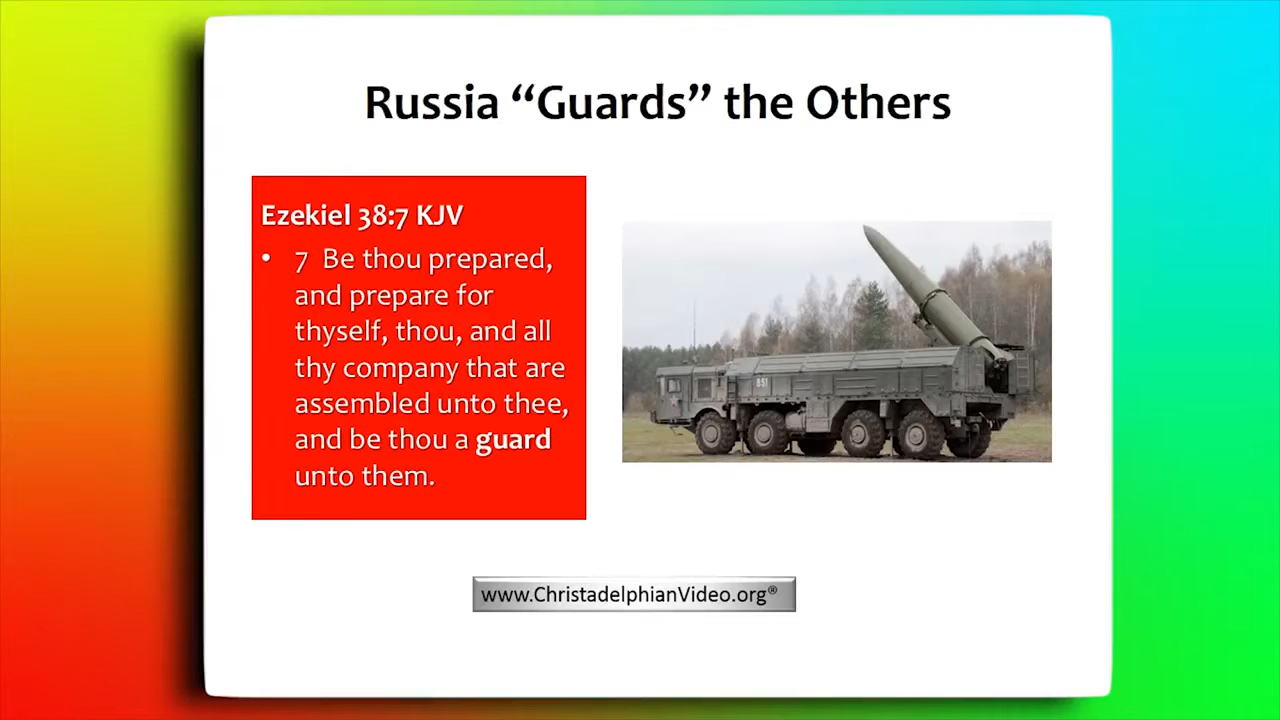 Russia “Guards” the Others
Ezekiel 38:7 KJV
• 7 Be thou prepared,
and prepare for
thyself, thou, and all
thy company that are
assembled unto thee,
and be thou a guard
unto them.
851
www.ChristadelphianVideo.org®